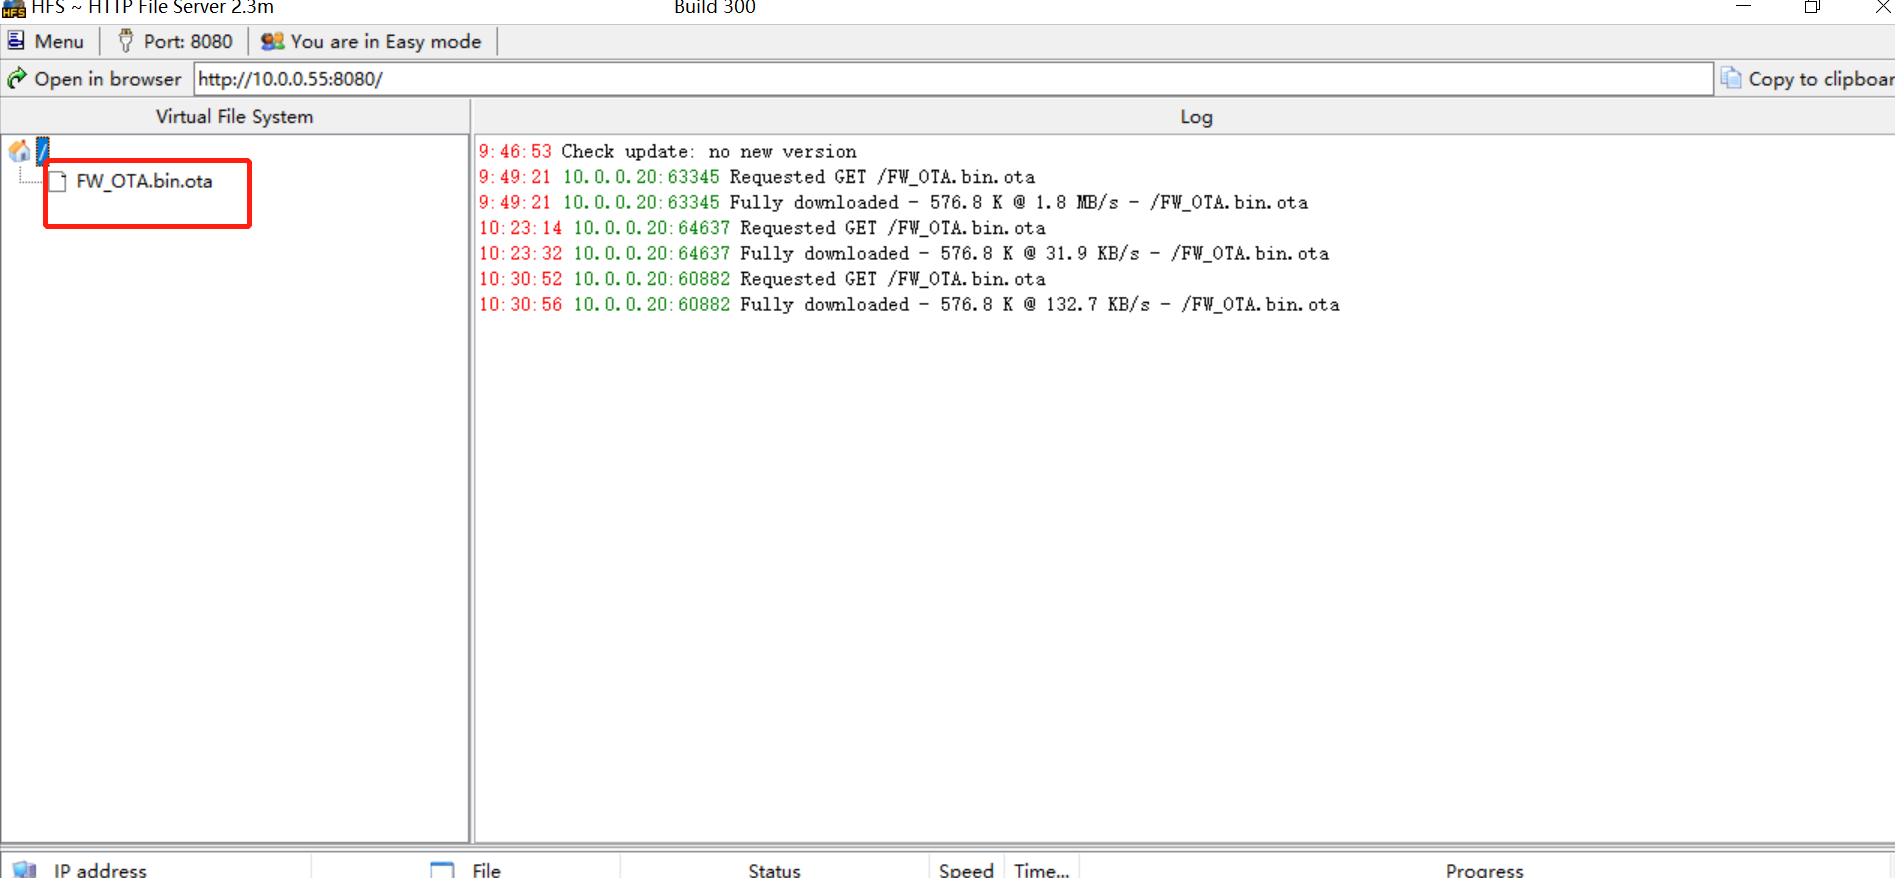 HFS ~ HTTP File Server 2.3m Build 300
Menu Port: 8080 You are in Easy mode
Open in browser http://10.0.0.55:8080/ Copy to clipboar
Virtual File System Log
/
FW_OTA.bin.ota
9:46:53 Check update: no new version
9:49:21 10.0.0.20:63345 Requested GET /FW_OTA.bin.ota
9:49:21 10.0.0.20:63345 Fully downloaded - 576.8 K @ 1.8 MB/s - /FW_OTA.bin.ota
10:23:14 10.0.0.20:64637 Requested GET /FW_OTA.bin.ota
10:23:32 10.0.0.20:64637 Fully downloaded - 576.8 K @ 31.9 KB/s - /FW_OTA.bin.ota
10:30:52 10.0.0.20:60882 Requested GET /FW_OTA.bin.ota
10:30:56 10.0.0.20:60882 Fully downloaded - 576.8 K @ 132.7 KB/s - /FW_OTA.bin.ota
IP address File Status Speed Time... Progress